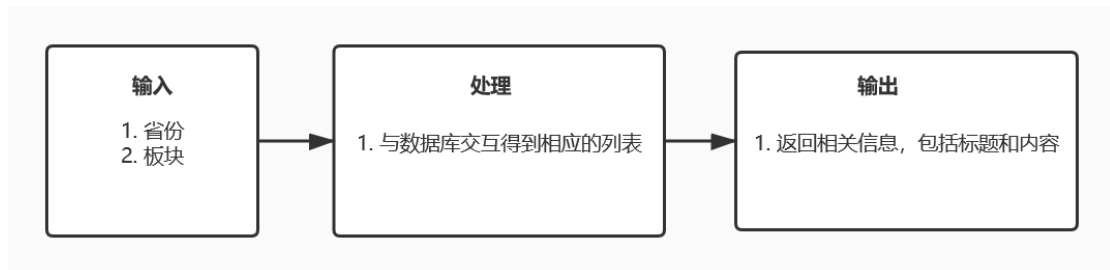 输入
1. 省份
2. 板块
处理
1. 与数据库交互得到相应的列表
输出
1. 返回相关信息，包括标题和内容